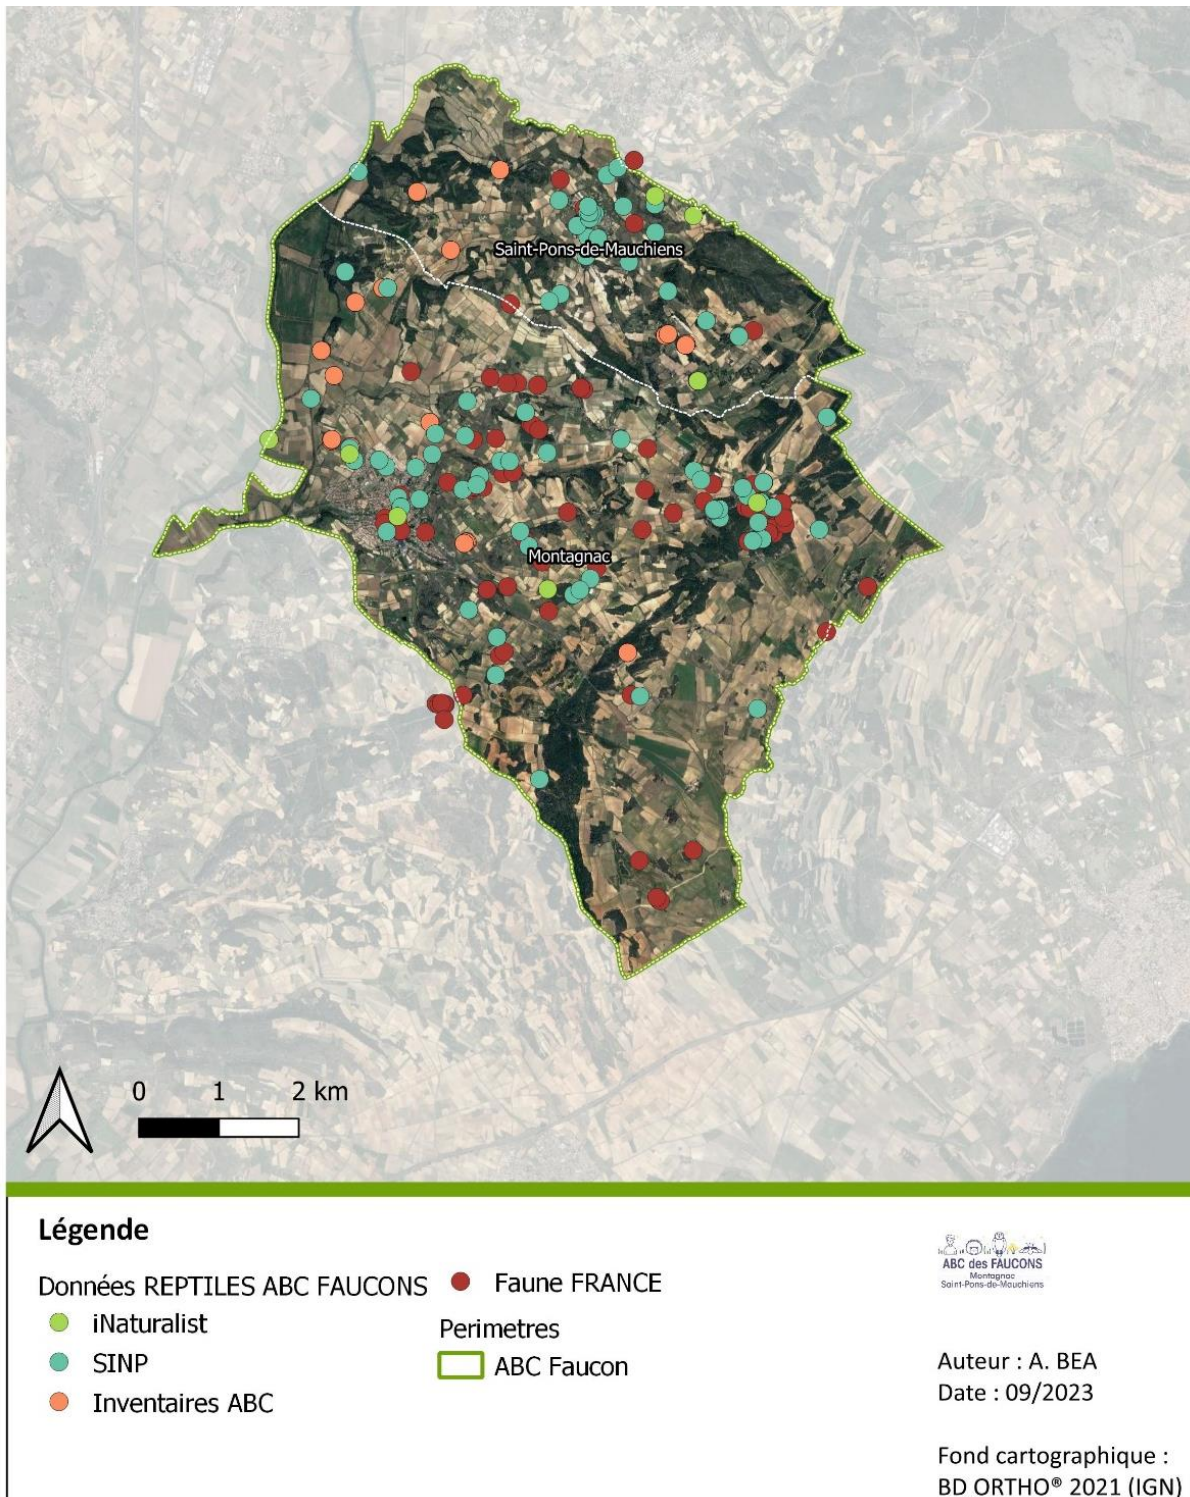 Saint-Pons-de-Mauchiens
Montagnac
0 1 2 km
Légende
Données REPTILES ABC FAUCONS
iNaturalist
SINP
Inventaires ABC
Faune FRANCE
Perimetres
ABC Faucon
ABC des FAUCONS
Montagnac
Saint-Pons-de-Mauchiens
Auteur : A. BEA
Date : 09/2023
Fond cartographique :
BD ORTHO® 2021 (IGN)